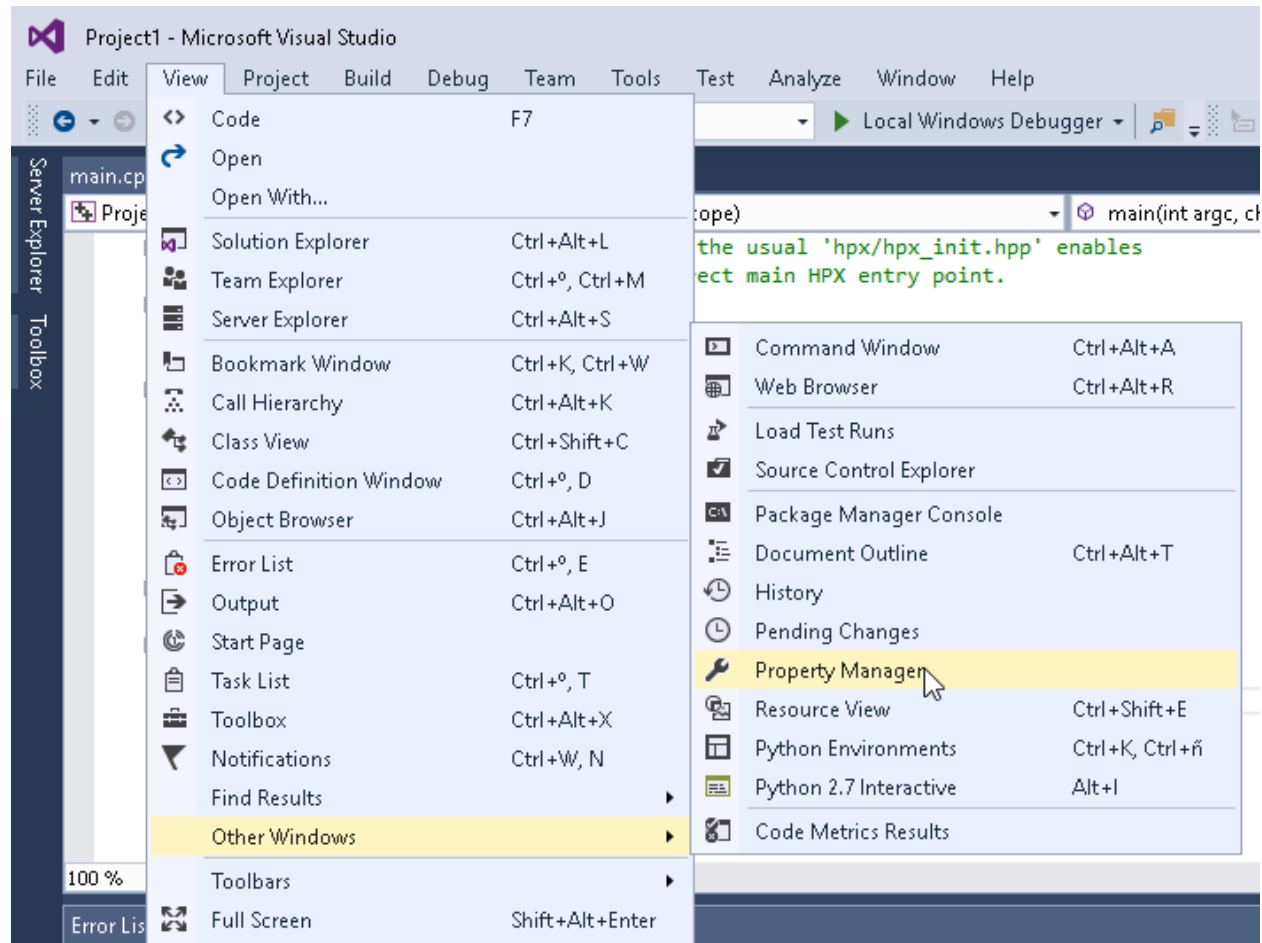 Project1 - Microsoft Visual Studio
File Edit View Project Build Debug Team Tools Test Analyze Window Help
Local Windows Debugger
Server Explorer
Toolbox
main.cp
Proje
cope)
main(int argc, ch
the usual 'hpx/hpx_init.hpp' enables
ect main HPX entry point.
Code F7
Open
Open With...
Solution Explorer Ctrl+Alt+L
Team Explorer Ctrl+º, Ctrl+M
Server Explorer Ctrl+Alt+S
Bookmark Window Ctrl+K, Ctrl+W
Call Hierarchy Ctrl+Alt+K
Class View Ctrl+Shift+C
Code Definition Window Ctrl+º, D
Object Browser Ctrl+Alt+J
Error List Ctrl+º, E
Output Ctrl+Alt+O
Start Page
Task List Ctrl+º, T
Toolbox Ctrl+Alt+X
Notifications Ctrl+W, N
Find Results
Other Windows
Toolbars
Full Screen Shift+Alt+Enter
Command Window Ctrl+Alt+A
Web Browser Ctrl+Alt+R
Load Test Runs
Source Control Explorer
Package Manager Console
Document Outline Ctrl+Alt+T
History
Pending Changes
Property Manager
Resource View Ctrl+Shift+E
Python Environments Ctrl+K, Ctrl+ñ
Python 2.7 Interactive Alt+I
Code Metrics Results
100 %
Error Lis